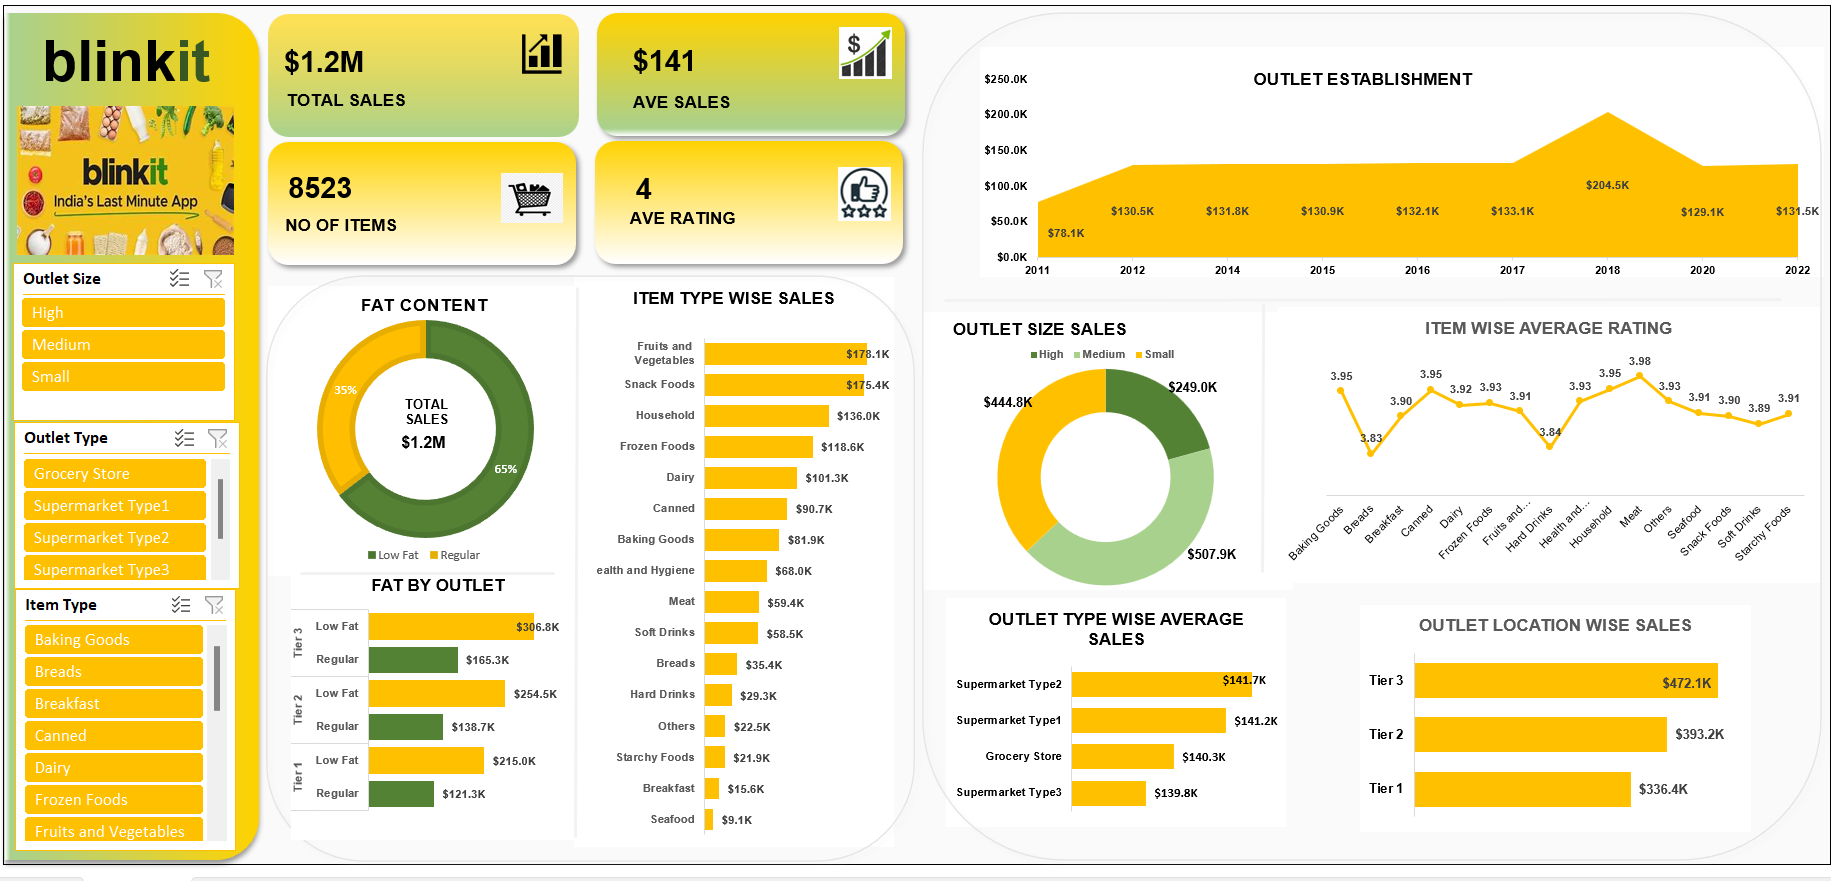 blinkit
blinkit
India's Last Minute App
Outlet Size
High
Medium
Small
Outlet Type
Grocery Store
Supermarket Type1
Supermarket Type2
Supermarket Type3
Item Type
Baking Goods
Breads
Breakfast
Canned
Dairy
Frozen Foods
Fruits and Vegetables
$1.2M
TOTAL SALES
$141
AVE SALES
$
8523
NO OF ITEMS
4
AVE RATING
FAT CONTENT
35%
65%
TOTAL
SALES
$1.2M
Low Fat
Regular
FAT BY OUTLET
Tier 3
Low Fat
$306.8K
Regular
$165.3K
Tier 2
Low Fat
$254.5K
Regular
$138.7K
Tier 1
Low Fat
$215.0K
Regular
$121.3K
ITEM TYPE WISE SALES
Fruits and
Vegetables
$178.1K
Snack Foods
$175.4K
Household
$136.0K
Frozen Foods
$118.6K
Dairy
$101.3K
Canned
$90.7K
Baking Goods
$81.9K
ealth and Hygiene
$68.0K
Meat
$59.4K
Soft Drinks
$58.5K
Breads
$35.4K
Hard Drinks
$29.3K
Others
$22.5K
Starchy Foods
$21.9K
Breakfast
$15.6K
Seafood
$9.1K
OUTLET ESTABLISHMENT
$250.0K
$200.0K
$150.0K
$100.0K
$50.0K
$0.0K
$78.1K
$130.5K
$131.8K
$130.9K
$132.1K
$133.1K
$204.5K
$129.1K
$131.5K
2011
2012
2014
2015
2016
2017
2018
2020
2022
OUTLET SIZE SALES
High
Medium
Small
$249.0K
$444.8K
$507.9K
ITEM WISE AVERAGE RATING
3.95
3.83
3.90
3.95
3.92
3.93
3.91
3.84
3.93
3.95
3.98
3.93
3.91
3.90
3.89
3.91
Baking Goods
Breads
Breakfast
Canned
Dairy
Frozen Foods
Fruits and...
Hard Drinks
Health and...
Household
Meat
Others
Seafood
Snack Foods
Soft Drinks
Starchy Foods
OUTLET TYPE WISE AVERAGE
SALES
Supermarket Type2
$141.7K
Supermarket Type1
$141.2K
Grocery Store
$140.3K
Supermarket Type3
$139.8K
OUTLET LOCATION WISE SALES
Tier 3
$472.1K
Tier 2
$393.2K
Tier 1
$336.4K